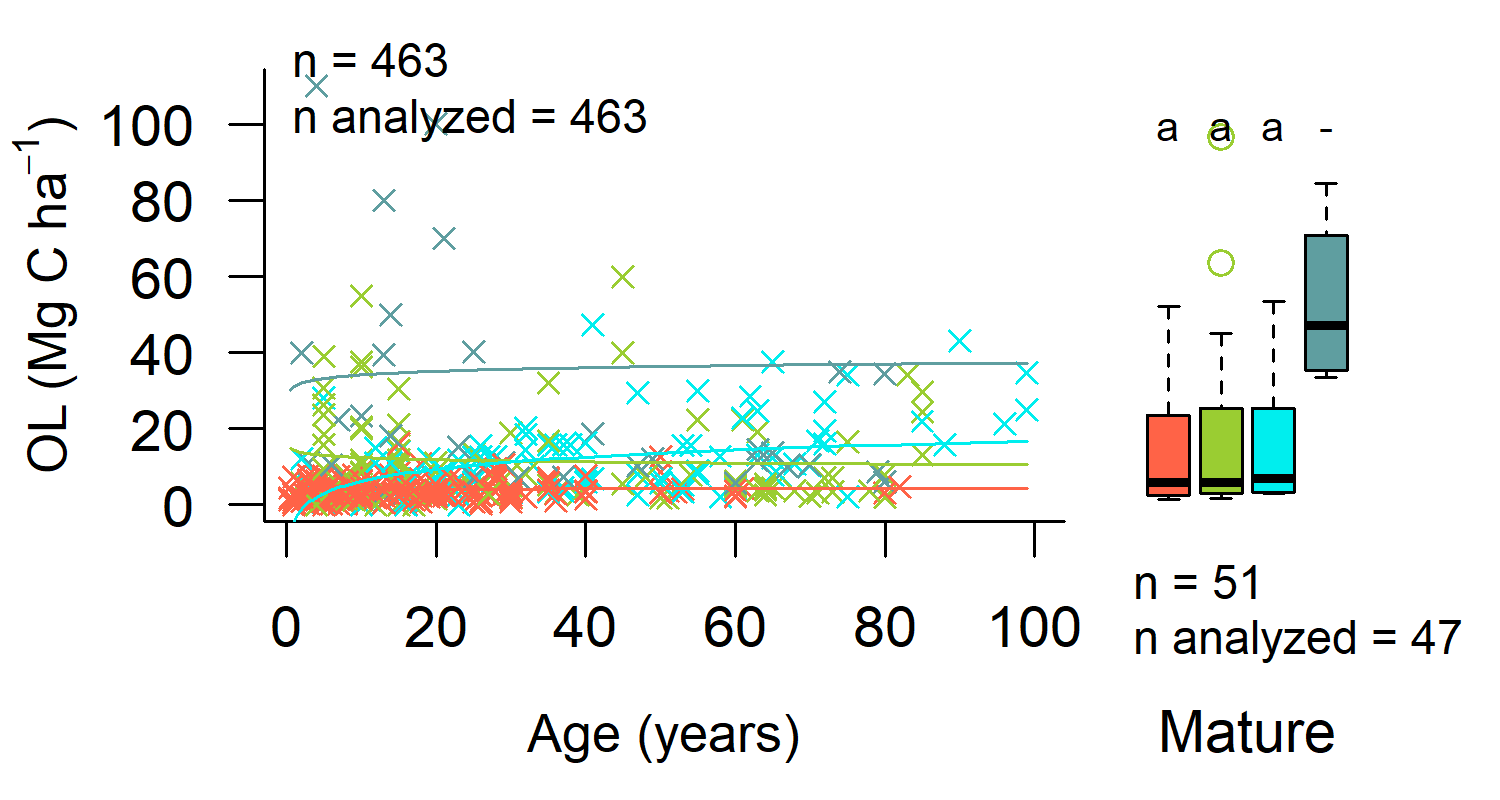 n = 463
n analyzed = 463
OL (Mg C ha⁻¹)
100
80
60
40
20
0
0 20 40 60 80 100
Age (years)
a a a -
n = 51
n analyzed = 47
Mature